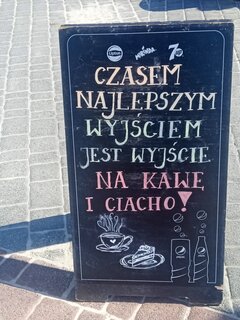 CZASEM
NAJLEPSZYM
WYJŚCIEM
JEST WYJŚCIE
NA KAWĘ
I CIACHO!